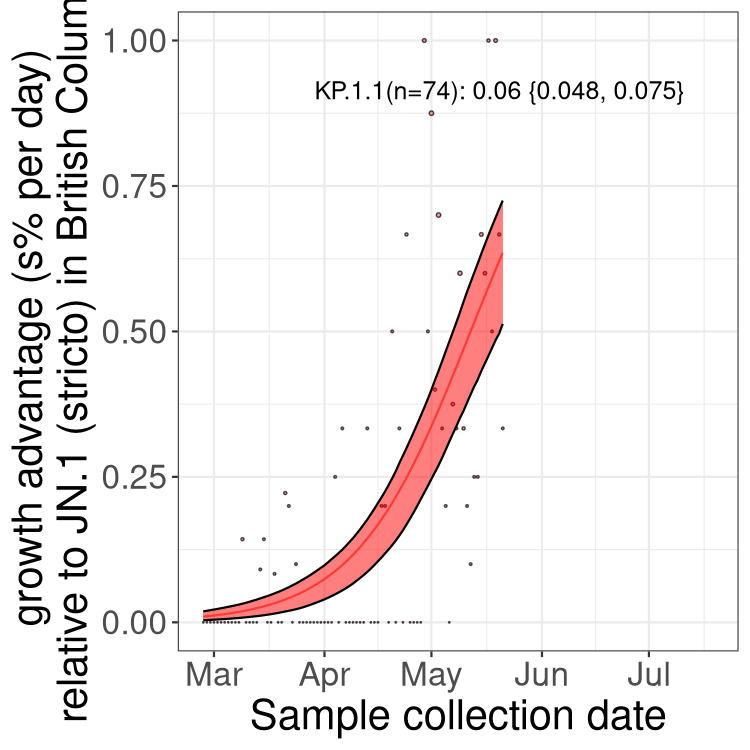 growth advantage (s% per day)
relative to JN.1 (stricto) in British Colum
1.00
0.75
0.50
0.25
0.00
KP.1.1(n=74): 0.06 {0.048, 0.075}
Mar Apr May Jun Jul
Sample collection date